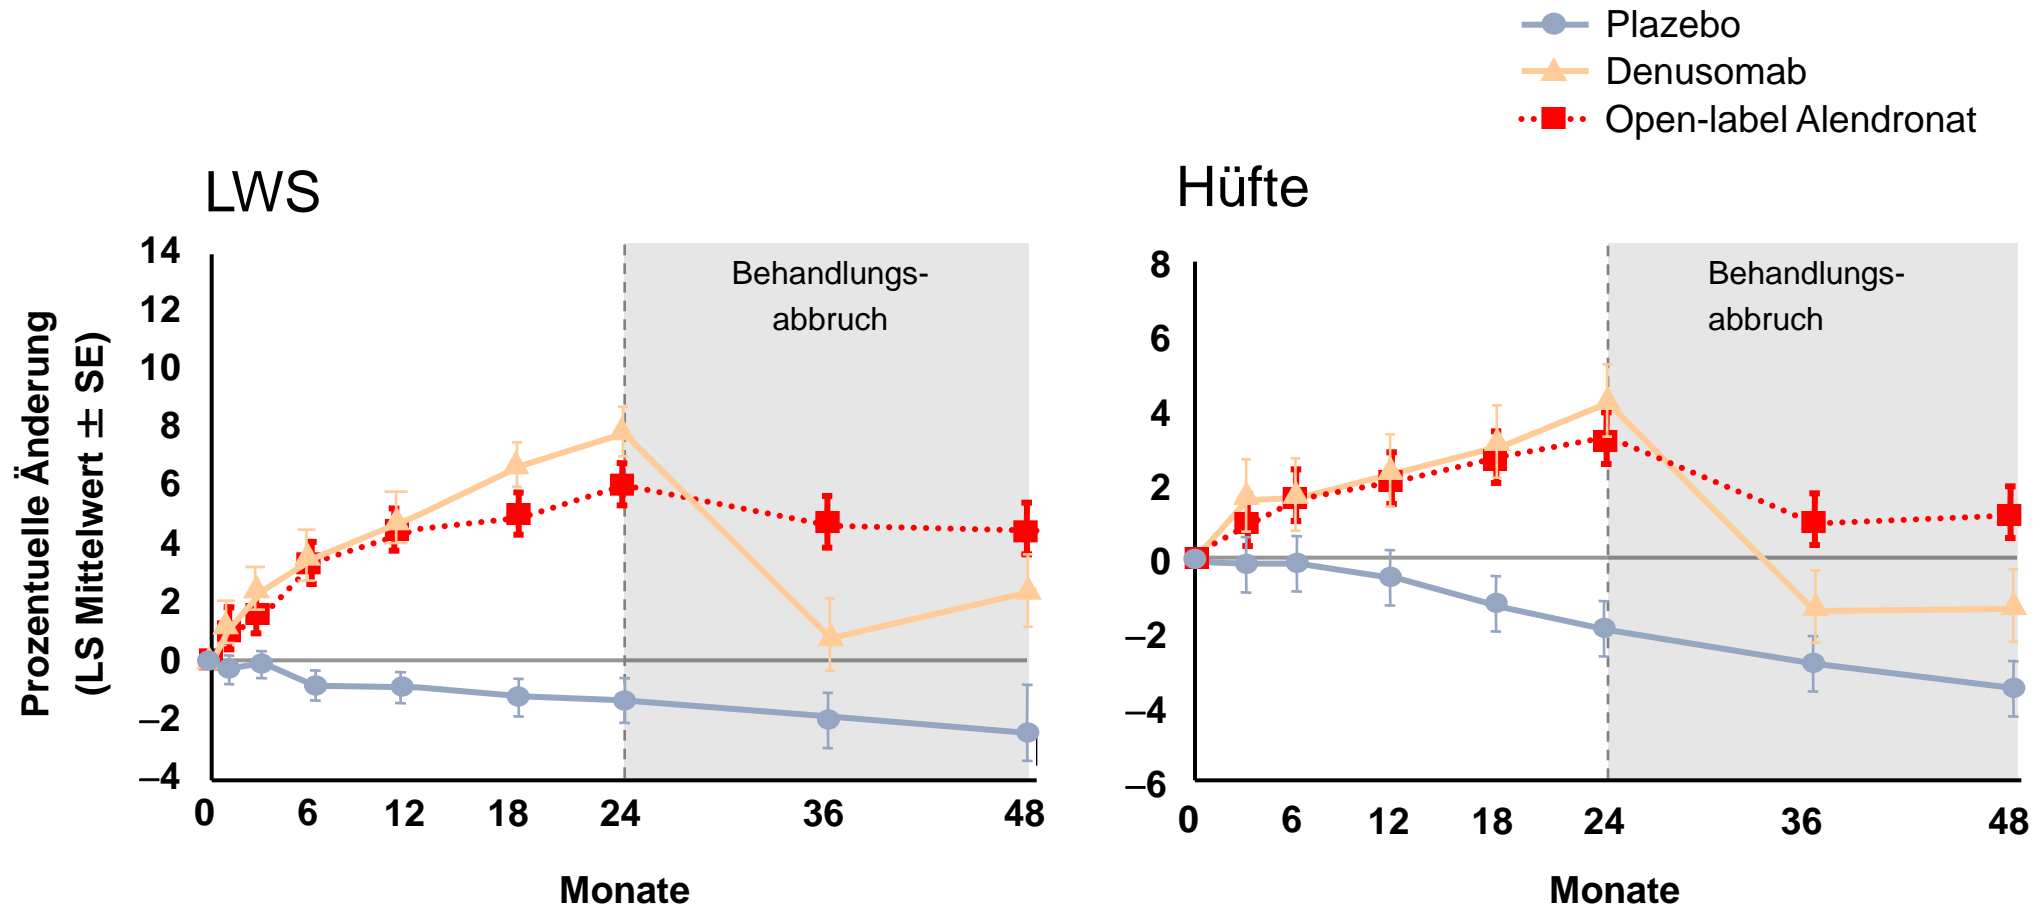 Plazebo
Denusomab
Open-label Alendronat
LWS
Hüfte
Prozentuelle Änderung
(LS Mittelwert ± SE)
14
12
10
8
6
4
2
0
–2
–4
Behandlungs-
abbruch
0 6 12 18 24 36 48
Monate
8
6
4
2
0
–2
–4
–6
Behandlungs-
abbruch
0 6 12 18 24 36 48
Monate